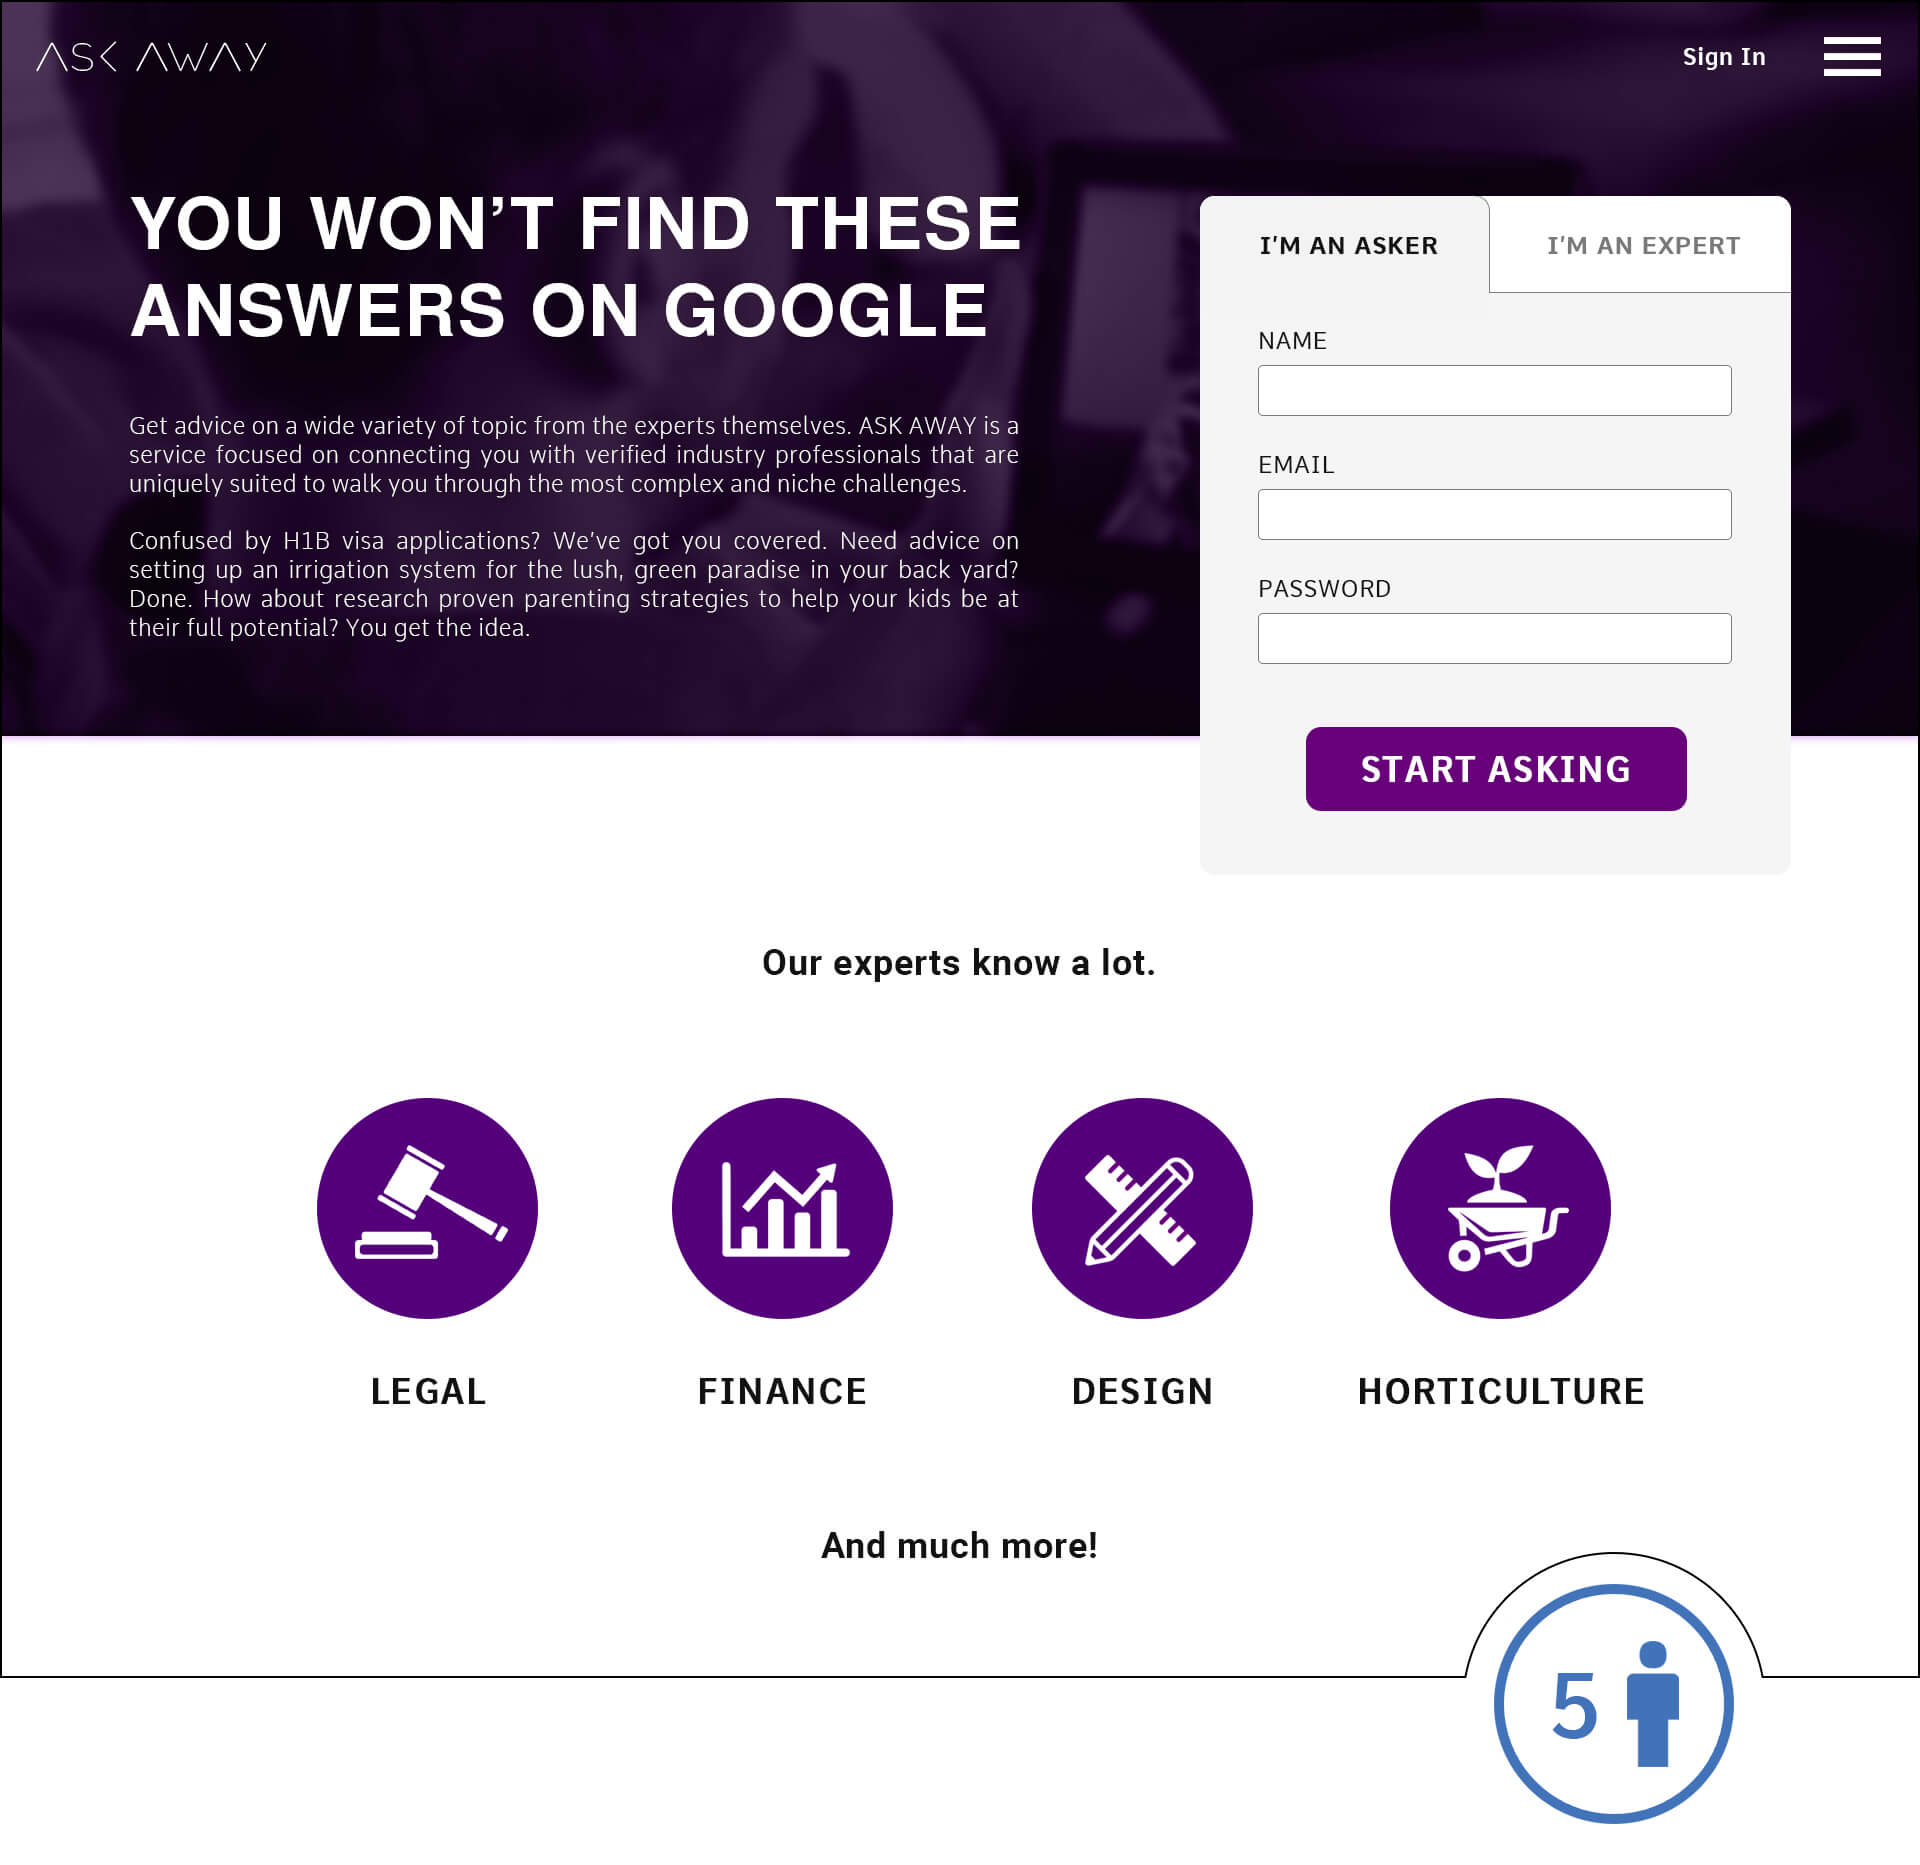 ASK AWAY
Sign In
YOU WON’T FIND THESE
ANSWERS ON GOOGLE
Get advice on a wide variety of topic from the experts themselves. ASK AWAY is a
service focused on connecting you with verified industry professionals that are
uniquely suited to walk you through the most complex and niche challenges.
Confused by H1B visa applications? We’ve got you covered. Need advice on
setting up an irrigation system for the lush, green paradise in your back yard?
Done. How about research proven parenting strategies to help your kids be at
their full potential? You get the idea.
I'M AN ASKER
I'M AN EXPERT
NAME
EMAIL
PASSWORD
START ASKING
Our experts know a lot.
LEGAL
FINANCE
DESIGN
HORTICULTURE
And much more!
5